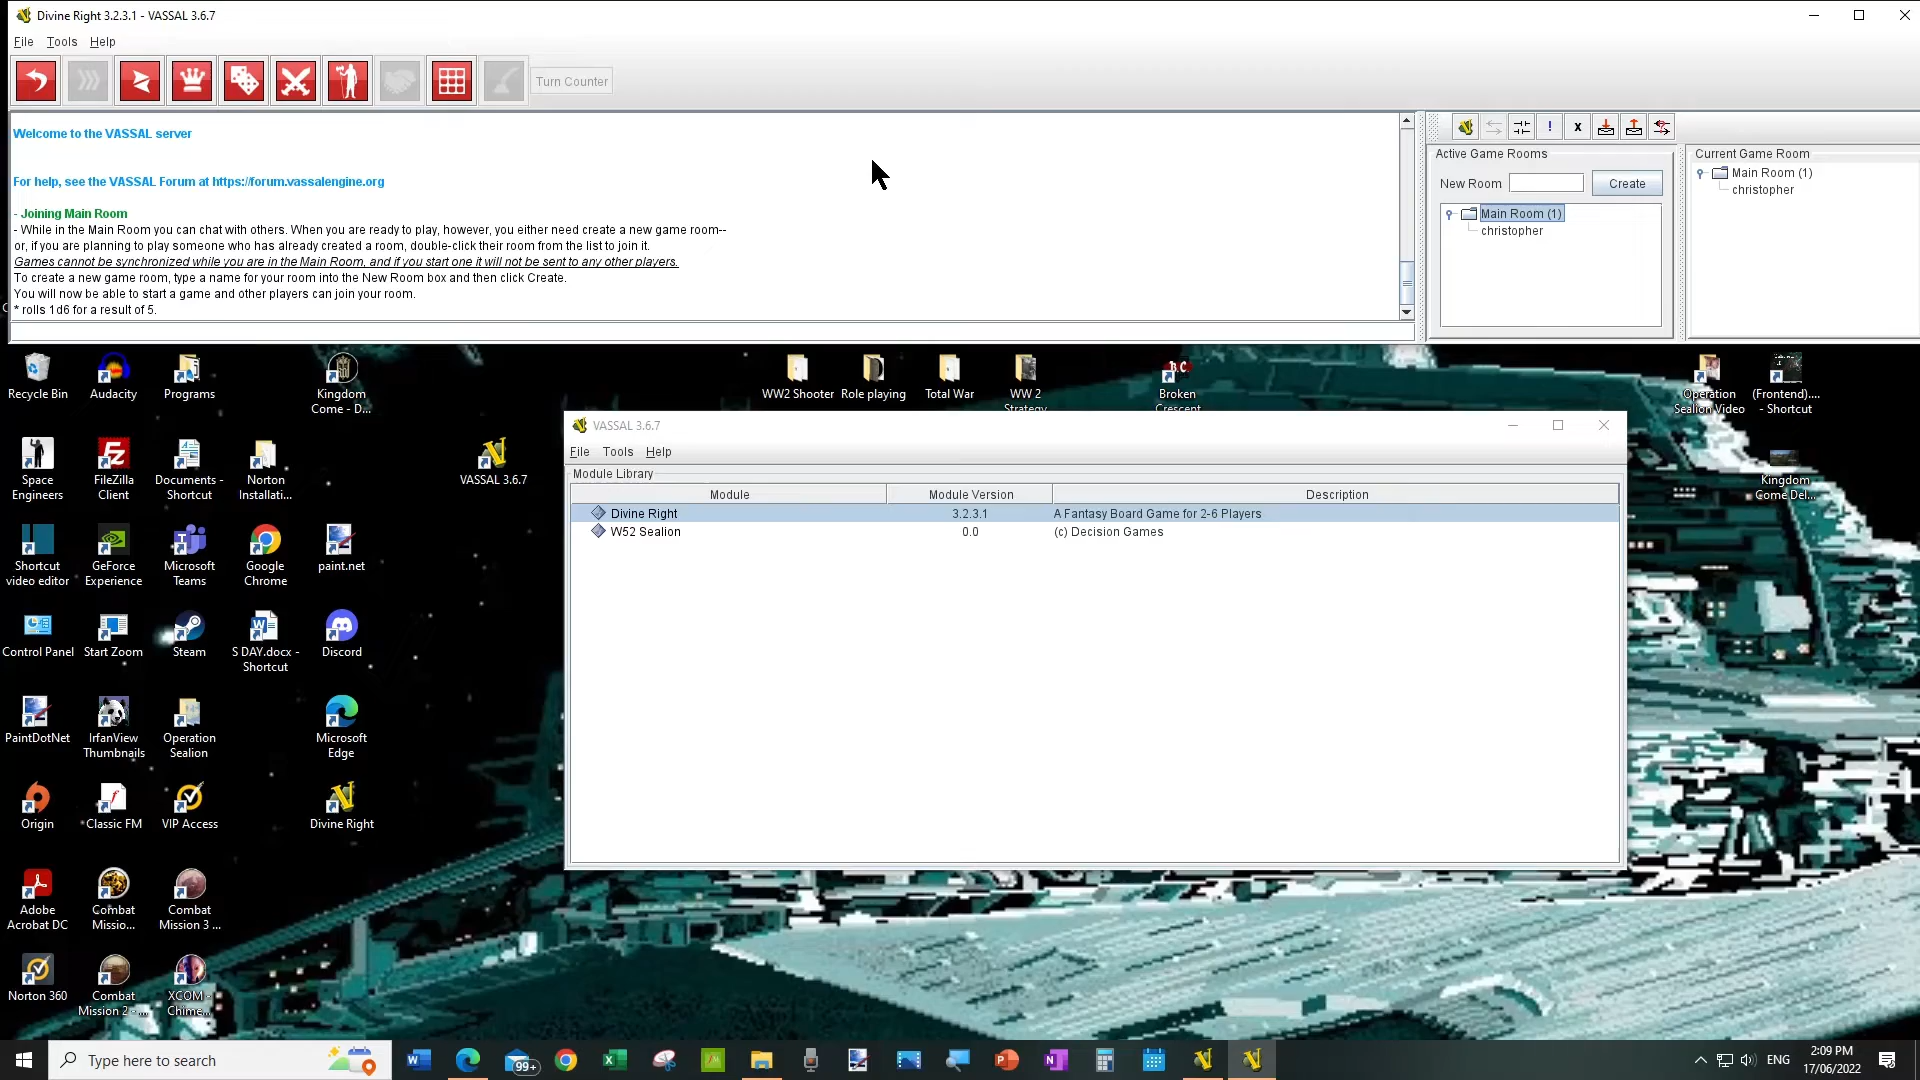 Divine Right 3.2.3.1 - VASSAL 3.6.7
File Tools Help
Turn Counter
Welcome to the VASSAL server
For help, see the VASSAL Forum at https://forum.vassalengine.org
- Joining Main Room
- While in the Main Room you can chat with others. When you are ready to play, however, you either need create a new game room--
or, if you are planning to play someone who has already created a room, double-click their room from the list to join it.
Games cannot be synchronized while you are in the Main Room, and if you start one it will not be sent to any other players.
To create a new game room, type a name for your room into the New Room box and then click Create.
You will now be able to start a game and other players can join your room.
* rolls 1d6 for a result of 5.
Active Game Rooms
New Room Create
Main Room (1)
christopher
Current Game Room
Main Room (1)
christopher
Recycle Bin
Audacity
Programs
Kingdom
Come - D...
WW2 Shooter
Role playing
Total War
WW 2
Strategy
Broken
Crescent
Operation
Sealion Video
(Frontend)....
- Shortcut
Space
Engineers
FileZilla
Client
Documents -
Shortcut
Norton
Installati...
VASSAL 3.6.7
Kingdom
Come Del...
VASSAL 3.6.7
File Tools Help
Module Library
Module Module Version Description
Divine Right 3.2.3.1 A Fantasy Board Game for 2-6 Players
W52 Sealion 0.0 (c) Decision Games
Shortcut
video editor
GeForce
Experience
Microsoft
Teams
Google
Chrome
paint.net
Control Panel
Start Zoom
Steam
S DAY.docx -
Shortcut
Discord
PaintDotNet
IrfanView
Thumbnails
Operation
Sealion
Microsoft
Edge
Origin
Classic FM
VIP Access
Divine Right
Adobe
Acrobat DC
Combat
Missio...
Combat
Mission 3 ...
Norton 360
Combat
Mission 2 - ...
XCOM -
Chime...
Type here to search
99+
ENG
2:09 PM
17/06/2022